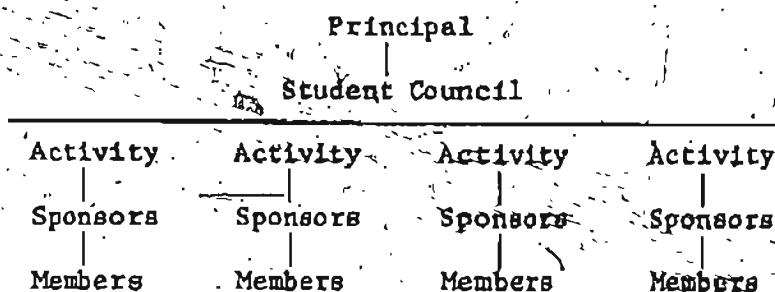 Principal
Student Council
Activity Activity Activity Activity
Sponsors Sponsors Sponsors Sponsors
Members Members Members Members